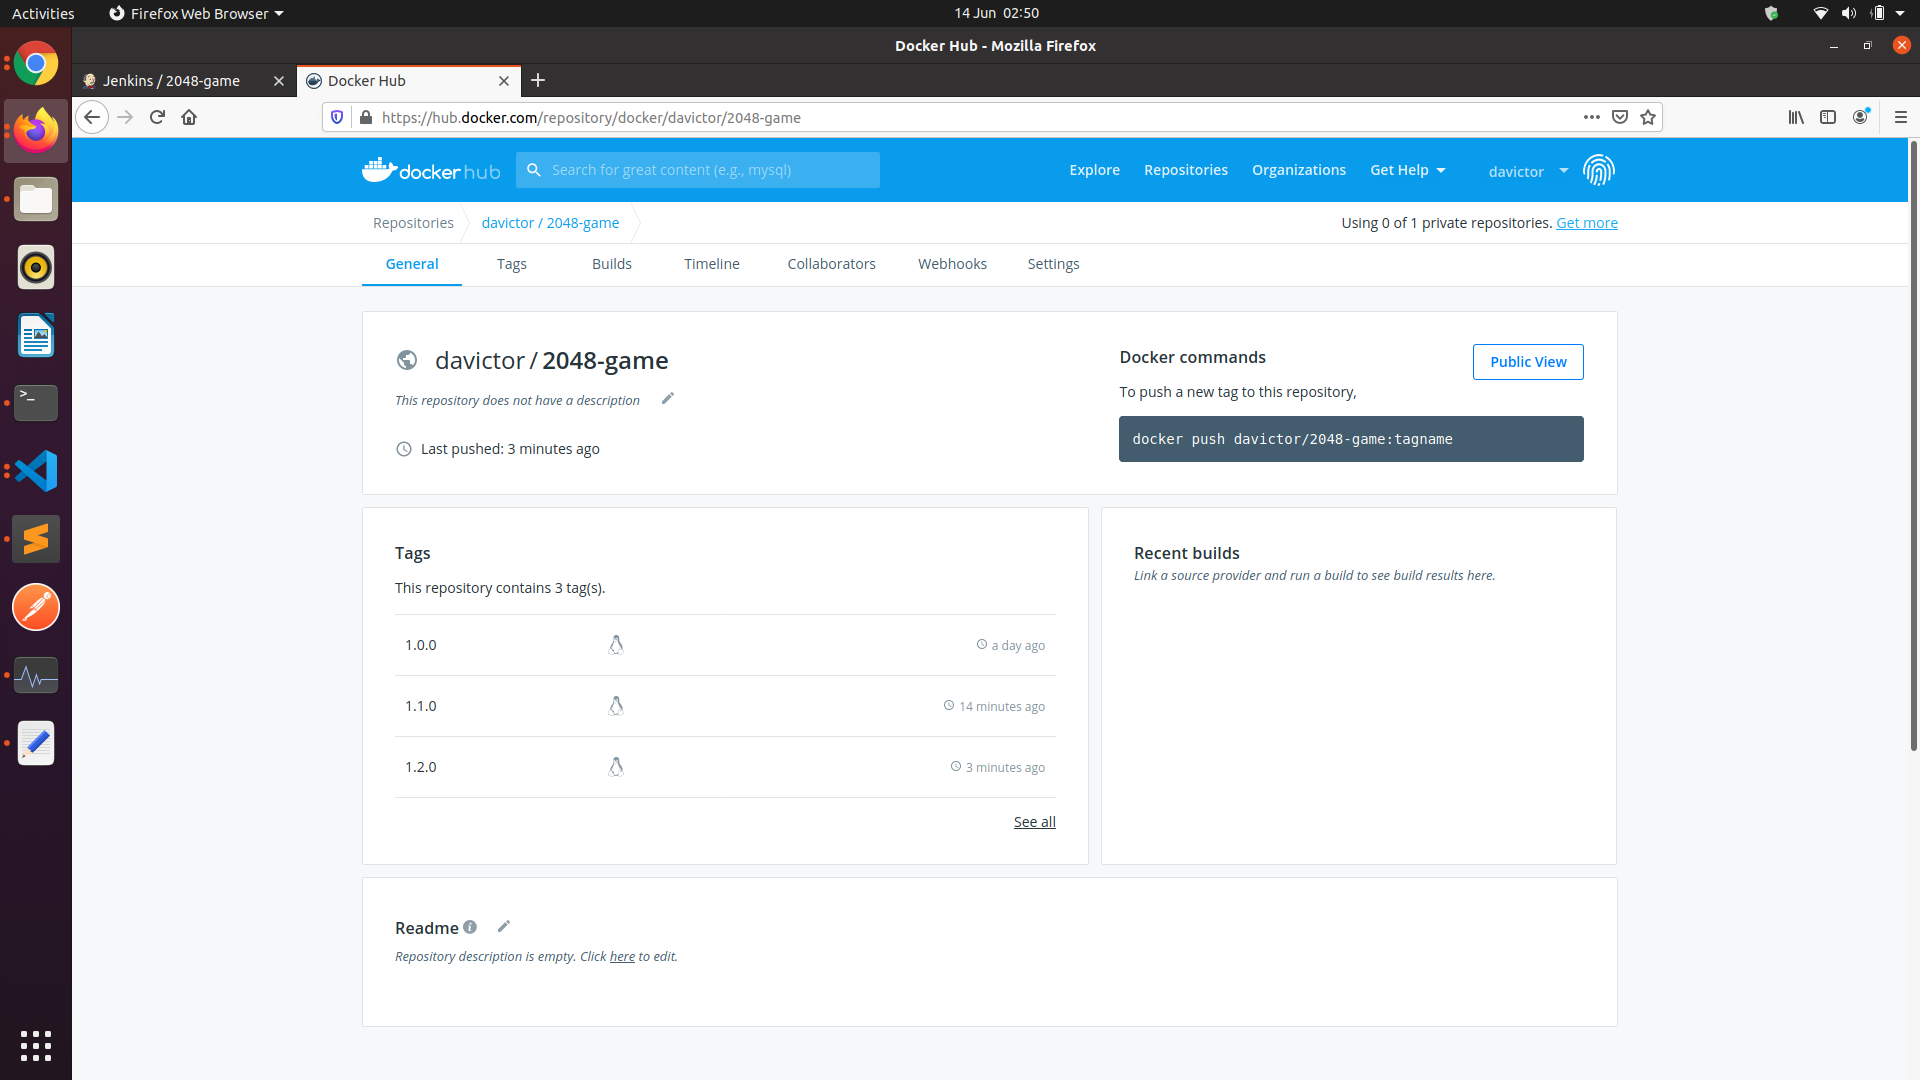 Activities Firefox Web Browser 14 Jun 02:50
Docker Hub - Mozilla Firefox
Jenkins / 2048-game Docker Hub
https://hub.docker.com/repository/docker/davictor/2048-game
dockerhub Search for great content (e.g., mysql) Explore Repositories Organizations Get Help davictor
Repositories davictor / 2048-game Using 0 of 1 private repositories. Get more
General Tags Builds Timeline Collaborators Webhooks Settings
davictor / 2048-game
This repository does not have a description
Last pushed: 3 minutes ago
Docker commands
Public View
To push a new tag to this repository,
docker push davictor/2048-game:tagname
Tags
This repository contains 3 tag(s).
1.0.0 a day ago
1.1.0 14 minutes ago
1.2.0 3 minutes ago
See all
Recent builds
Link a source provider and run a build to see build results here.
Readme
Repository description is empty. Click here to edit.